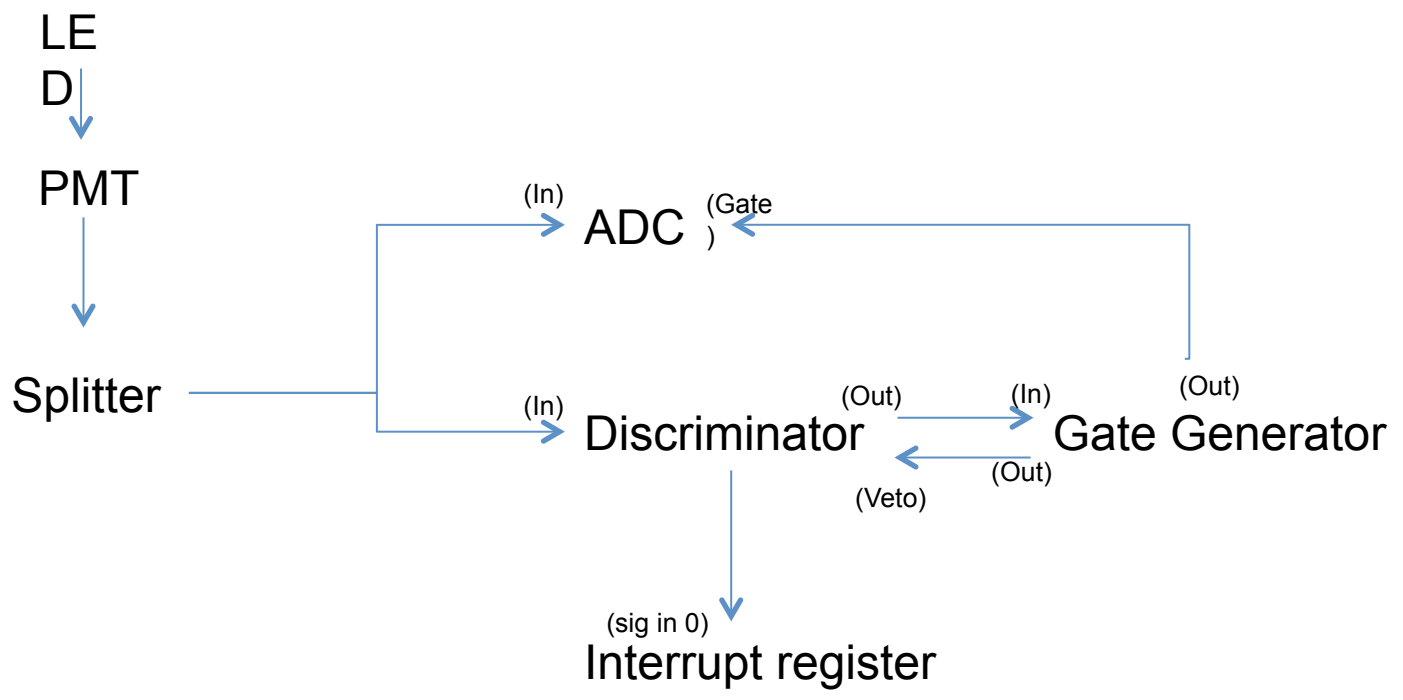 LE
D
PMT
(In)
ADC
(Gate
)
Splitter
(In)
Discriminator
(Out)
(Veto)
(In)
(Out)
(Out)
Gate Generator
(sig in 0)
Interrupt register